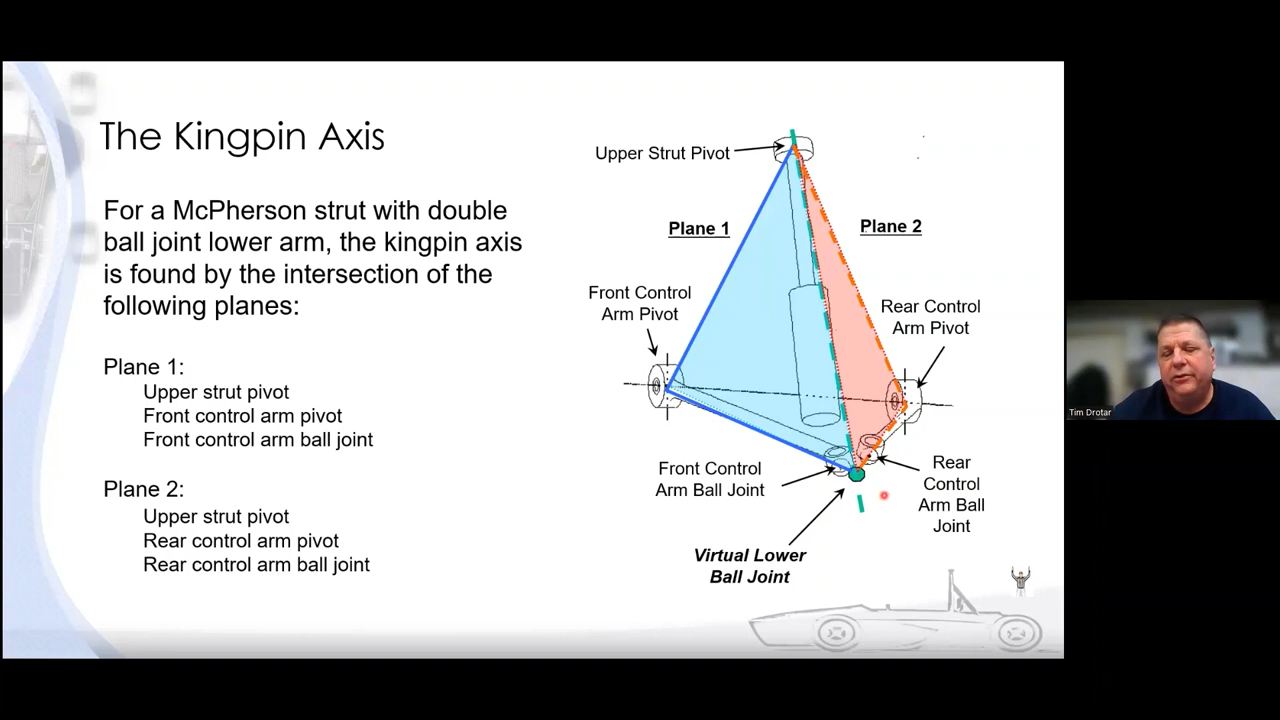 The Kingpin Axis
For a McPherson strut with double
ball joint lower arm, the kingpin axis
is found by the intersection of the
following planes:
Plane 1:
Upper strut pivot
Front control arm pivot
Front control arm ball joint
Plane 2:
Upper strut pivot
Rear control arm pivot
Rear control arm ball joint
Upper Strut Pivot
Plane 1
Plane 2
Front Control
Arm Pivot
Rear Control
Arm Pivot
Front Control
Arm Ball Joint
Rear
Control
Arm Ball
Joint
Virtual Lower
Ball Joint
Tim Drotar